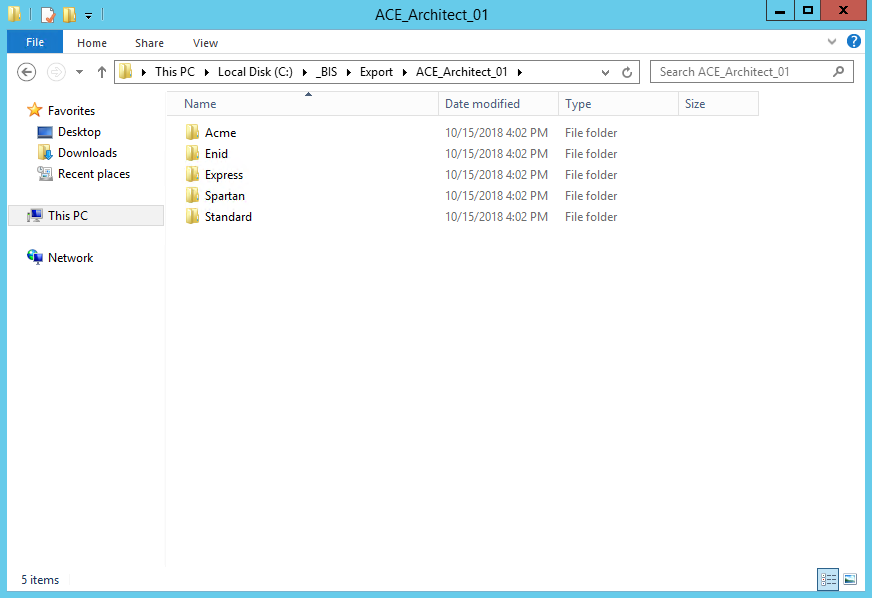 ACE_Architect_01
File Home Share View
This PC Local Disk (C:) _BIS Export ACE_Architect_01 Search ACE_Architect_01
Favorites
Desktop
Downloads
Recent places
This PC
Network
Name Date modified Type Size
Acme 10/15/2018 4:02 PM File folder
Enid 10/15/2018 4:02 PM File folder
Express 10/15/2018 4:02 PM File folder
Spartan 10/15/2018 4:02 PM File folder
Standard 10/15/2018 4:02 PM File folder
5 items